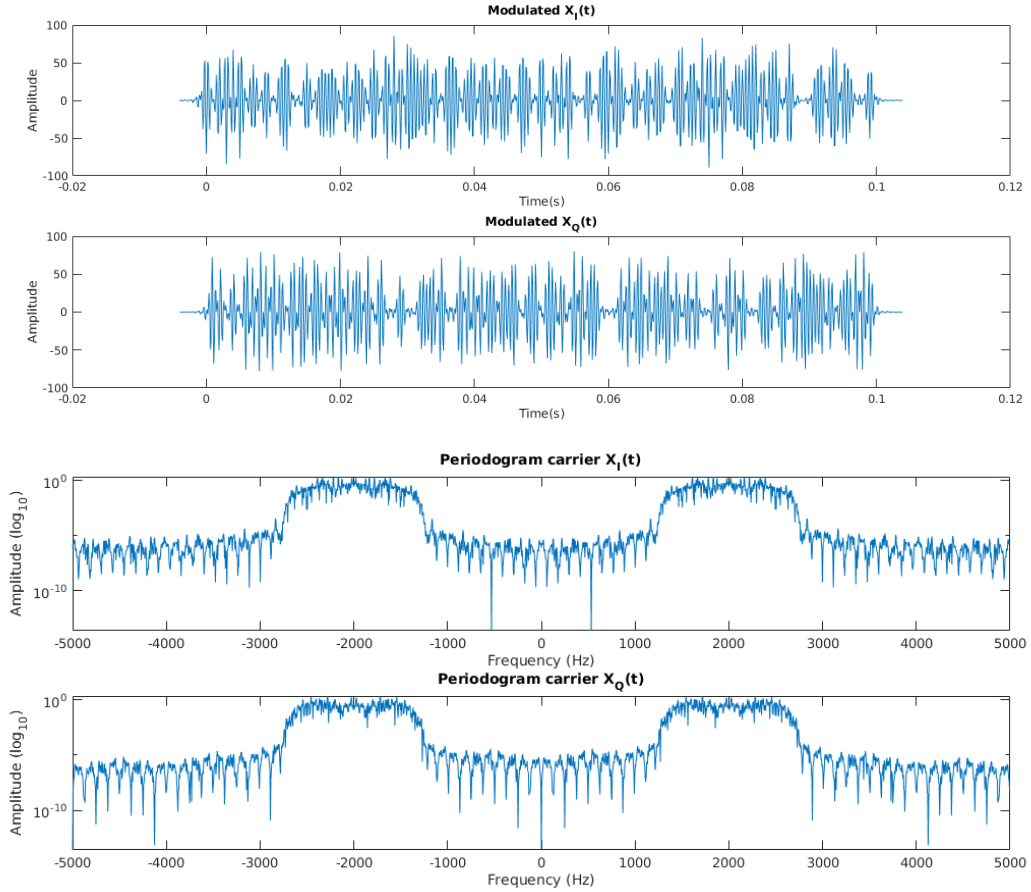 Modulated X_I(t)
100
50
0
-50
-100
Amplitude
-0.02 0 0.02 0.04 0.06 0.08 0.1 0.12
Time(s)
Modulated X_Q(t)
100
50
0
-50
-100
Amplitude
-0.02 0 0.02 0.04 0.06 0.08 0.1 0.12
Time(s)
Periodogram carrier X_I(t)
10^0
10^-10
Amplitude (log_10)
-5000 -4000 -3000 -2000 -1000 0 1000 2000 3000 4000 5000
Frequency (Hz)
Periodogram carrier X_Q(t)
10^0
10^-10
Amplitude (log_10)
-5000 -4000 -3000 -2000 -1000 0 1000 2000 3000 4000 5000
Frequency (Hz)